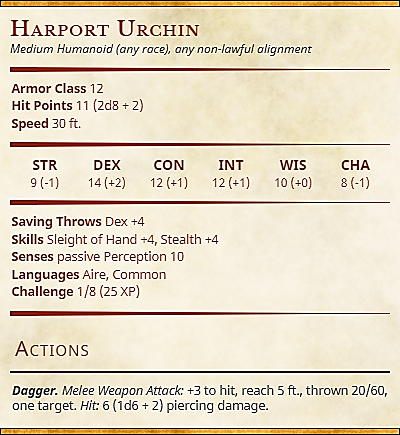 Harport Urchin
Medium Humanoid (any race), any non-lawful alignment
Armor Class 12
Hit Points 11 (2d8 + 2)
Speed 30 ft.
STR DEX CON INT WIS CHA
9 (-1) 14 (+2) 12 (+1) 12 (+1) 10 (+0) 8 (-1)
Saving Throws Dex +4
Skills Sleight of Hand +4, Stealth +4
Senses passive Perception 10
Languages Aire, Common
Challenge 1/8 (25 XP)
Actions
Dagger. Melee Weapon Attack: +3 to hit, reach 5 ft., thrown 20/60,
one target. Hit: 6 (1d6 + 2) piercing damage.